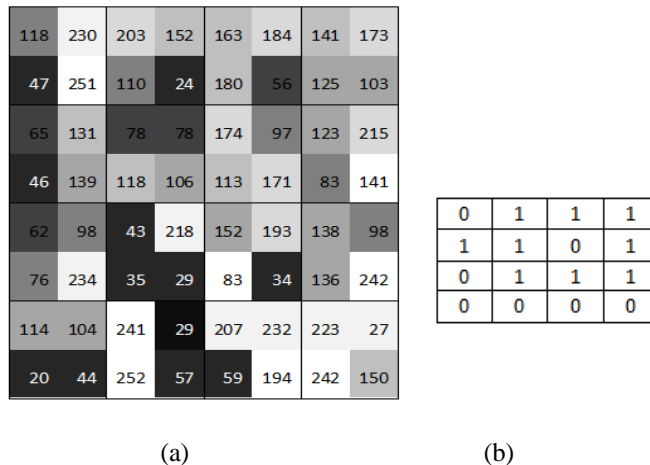 118 230 203 152 163 184 141 173
47 251 110 24 180 56 125 103
65 131 78 78 174 97 123 215
46 139 118 106 113 171 83 141
62 98 43 218 152 193 138 98
76 234 35 29 83 34 136 242
114 104 241 29 207 232 223 27
20 44 252 57 59 194 242 150
0 1 1 1
1 1 0 1
0 1 1 1
0 0 0 0
(a) (b)